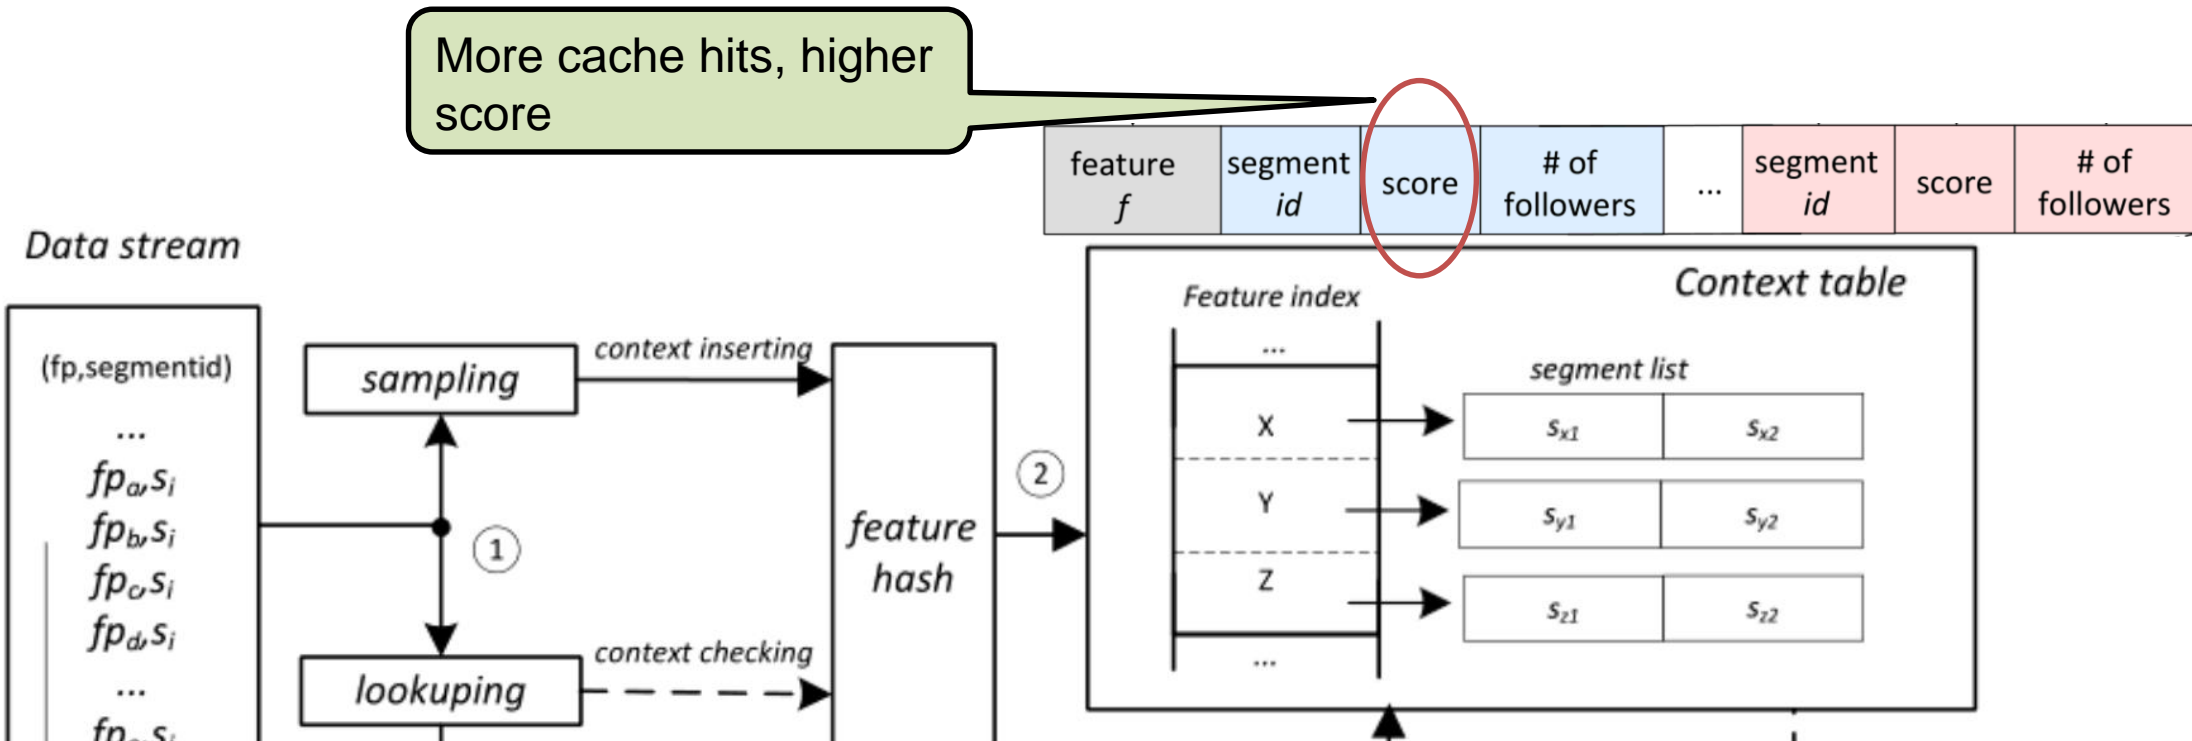 More cache hits, higher
score
feature
f
segment
id
score
# of
followers
...
segment
id
score
# of
followers
Data stream
(fp,segmentid)
...
fpa,si
fpb,si
fpc,si
fpd,si
...
sampling
lookuping
context inserting
context checking
1
feature
hash
2
Context table
Feature index
...
X
Y
Z
...
segment list
sx1 sx2
sy1 sy2
sz1 sz2